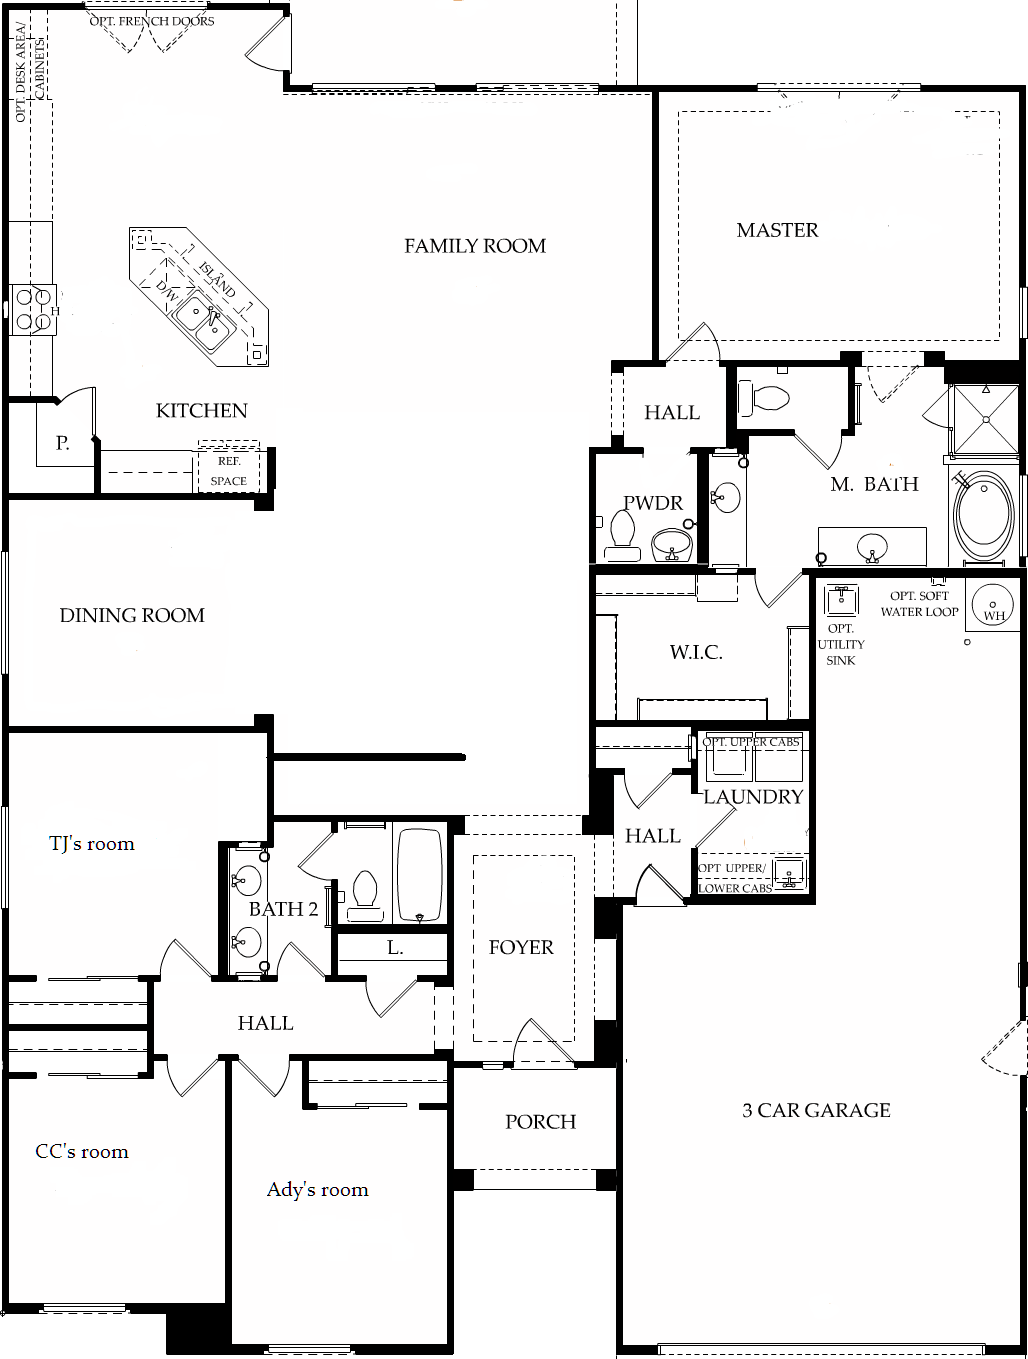 OPT. FRENCH DOORS
OPT. DESK AREA/
CABINETS
FAMILY ROOM
MASTER
ISLAND
D/W
H
KITCHEN
P.
REF.
SPACE
HALL
M. BATH
PWDR
DINING ROOM
W.I.C.
OPT. SOFT
WATER LOOP
WH
OPT.
UTILITY
SINK
OPT. UPPER CABS
LAUNDRY
HALL
OPT UPPER/
LOWER CABS
TJ's room
BATH 2
L.
FOYER
HALL
PORCH
3 CAR GARAGE
CC's room
Ady's room